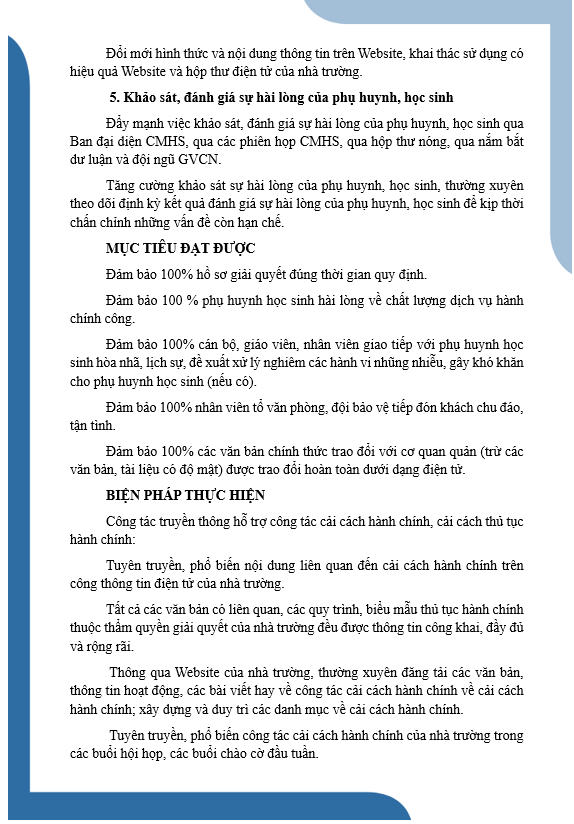 Đổi mới hình thức và nội dung thông tin trên Website, khai thác sử dụng có
hiệu quả Website và hộp thư điện tử của nhà trường.
5. Khảo sát, đánh giá sự hài lòng của phụ huynh, học sinh
Đẩy mạnh việc khảo sát, đánh giá sự hài lòng của phụ huynh, học sinh qua
Ban đại diện CMHS, qua các phiên họp CMHS, qua hộp thư nóng, qua nắm bắt
dư luận và đội ngũ GVCN.
Tăng cường khảo sát sự hài lòng của phụ huynh, học sinh, thường xuyên
theo dõi định kỳ kết quả đánh giá sự hài lòng của phụ huynh, học sinh để kịp thời
chấn chỉnh những vấn đề còn hạn chế.
MỤC TIÊU ĐẠT ĐƯỢC
Đảm bảo 100% hồ sơ giải quyết đúng thời gian quy định.
Đảm bảo 100 % phụ huynh học sinh hài lòng về chất lượng dịch vụ hành
chính công.
Đảm bảo 100% cán bộ, giáo viên, nhân viên giao tiếp với phụ huynh học
sinh hòa nhã, lịch sự, đề xuất xử lý nghiêm các hành vi nhũng nhiễu, gây khó khăn
cho phụ huynh học sinh (nếu có).
Đảm bảo 100% nhân viên tổ văn phòng, đội bảo vệ tiếp đón khách chu đáo,
tận tình.
Đảm bảo 100% các văn bản chính thức trao đổi với cơ quan quản (trừ các
văn bản, tài liệu có độ mật) được trao đổi hoàn toàn dưới dạng điện tử.
BIỆN PHÁP THỰC HIỆN
Công tác truyền thông hỗ trợ công tác cải cách hành chính, cải cách thủ tục
hành chính:
Tuyên truyền, phổ biến nội dung liên quan đến cải cách hành chính trên
công thông tin điện tử của nhà trường.
Tất cả các văn bản có liên quan, các quy trình, biểu mẫu thủ tục hành chính
thuộc thẩm quyền giải quyết của nhà trường đều được thông tin công khai, đầy đủ
và rộng rãi.
Thông qua Website của nhà trường, thường xuyên đăng tải các văn bản,
thông tin hoạt động, các bài viết hay về công tác cải cách hành chính về cải cách
hành chính; xây dựng và duy trì các danh mục về cải cách hành chính.
Tuyên truyền, phổ biến công tác cải cách hành chính của nhà trường trong
các buổi hội họp, các buổi chào cờ đầu tuần.